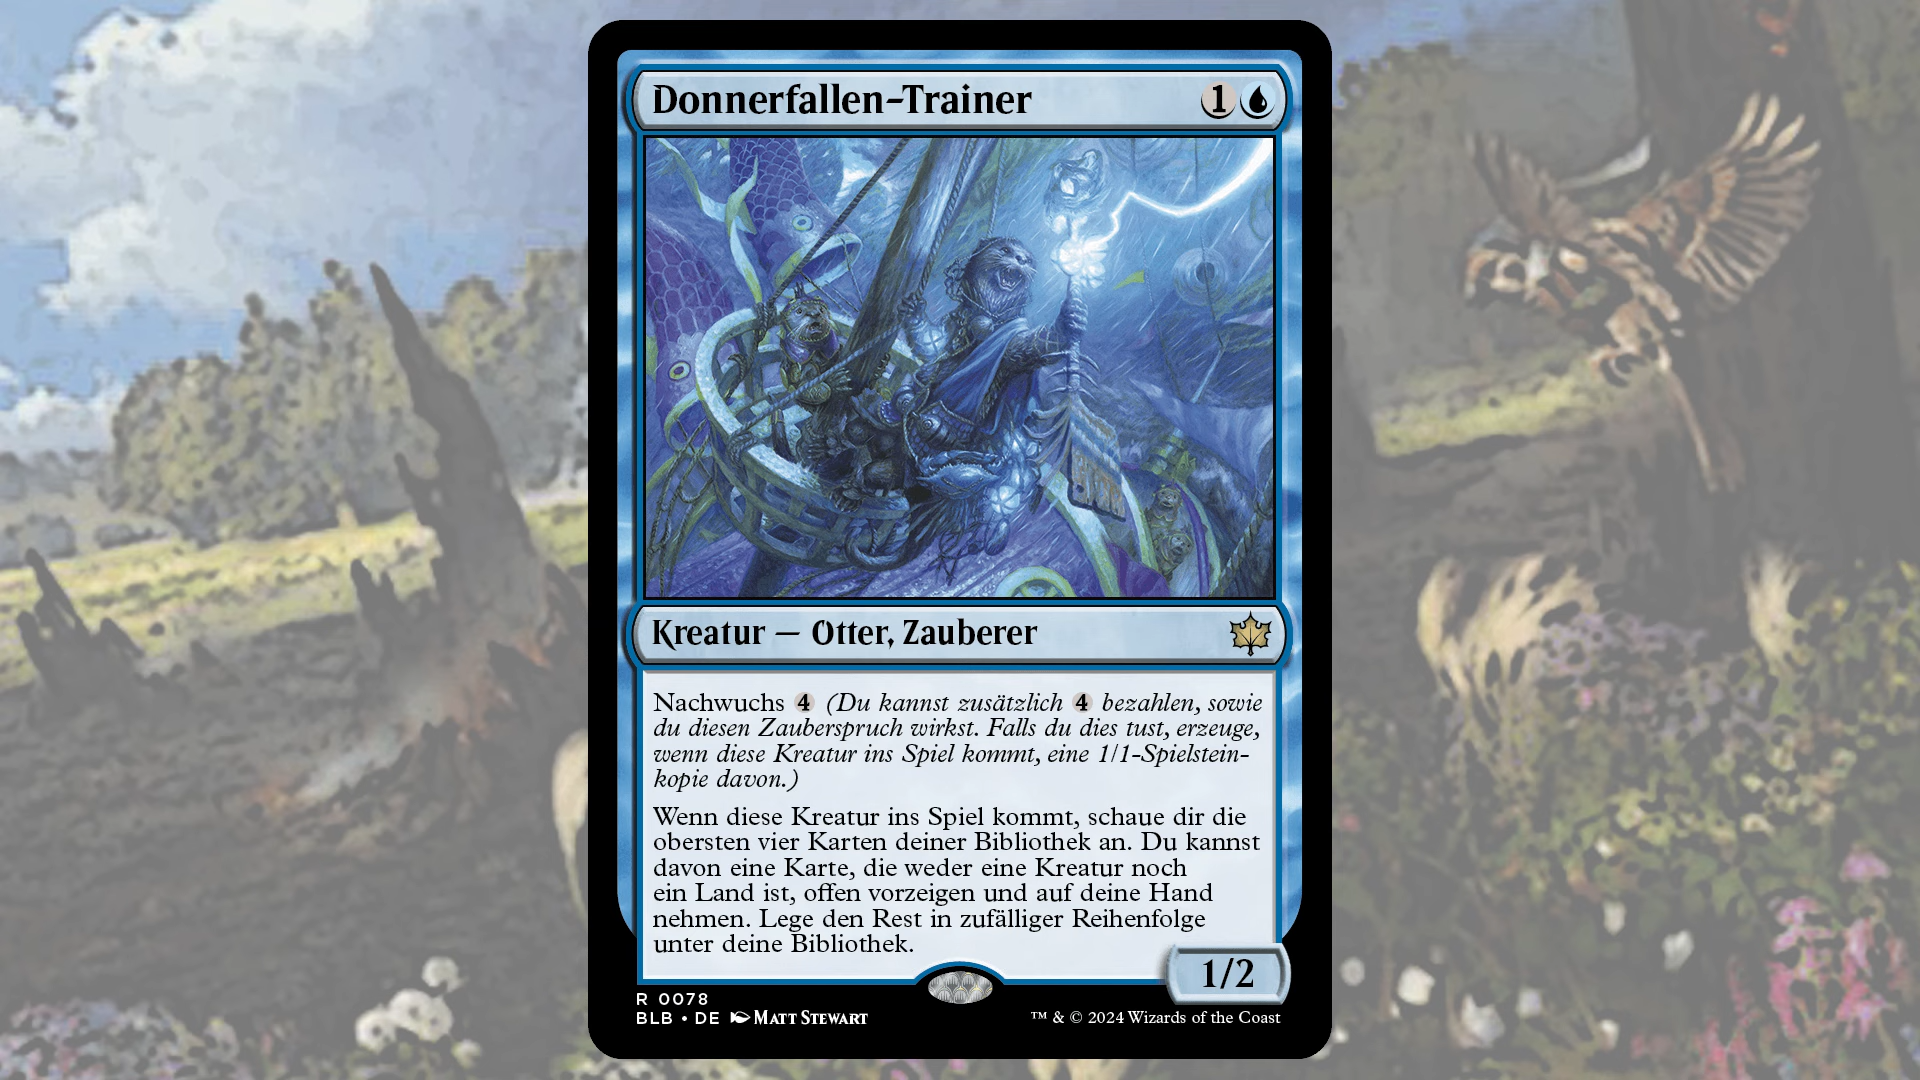 Donnerfallen-Trainer 1
Kreatur — Otter, Zauberer
Nachwuchs 4 (Du kannst zusätzlich 4 bezahlen, sowie
du diesen Zauberspruch wirkst. Falls du dies tust, erzeuge,
wenn diese Kreatur ins Spiel kommt, eine 1/1-Spielstein-
kopie davon.)
Wenn diese Kreatur ins Spiel kommt, schaue dir die
obersten vier Karten deiner Bibliothek an. Du kannst
davon eine Karte, die weder eine Kreatur noch
ein Land ist, offen vorzeigen und auf deine Hand
nehmen. Lege den Rest in zufälliger Reihenfolge
unter deine Bibliothek.
1/2
R 0078
BLB • DE Matt Stewart
™ & © 2024 Wizards of the Coast